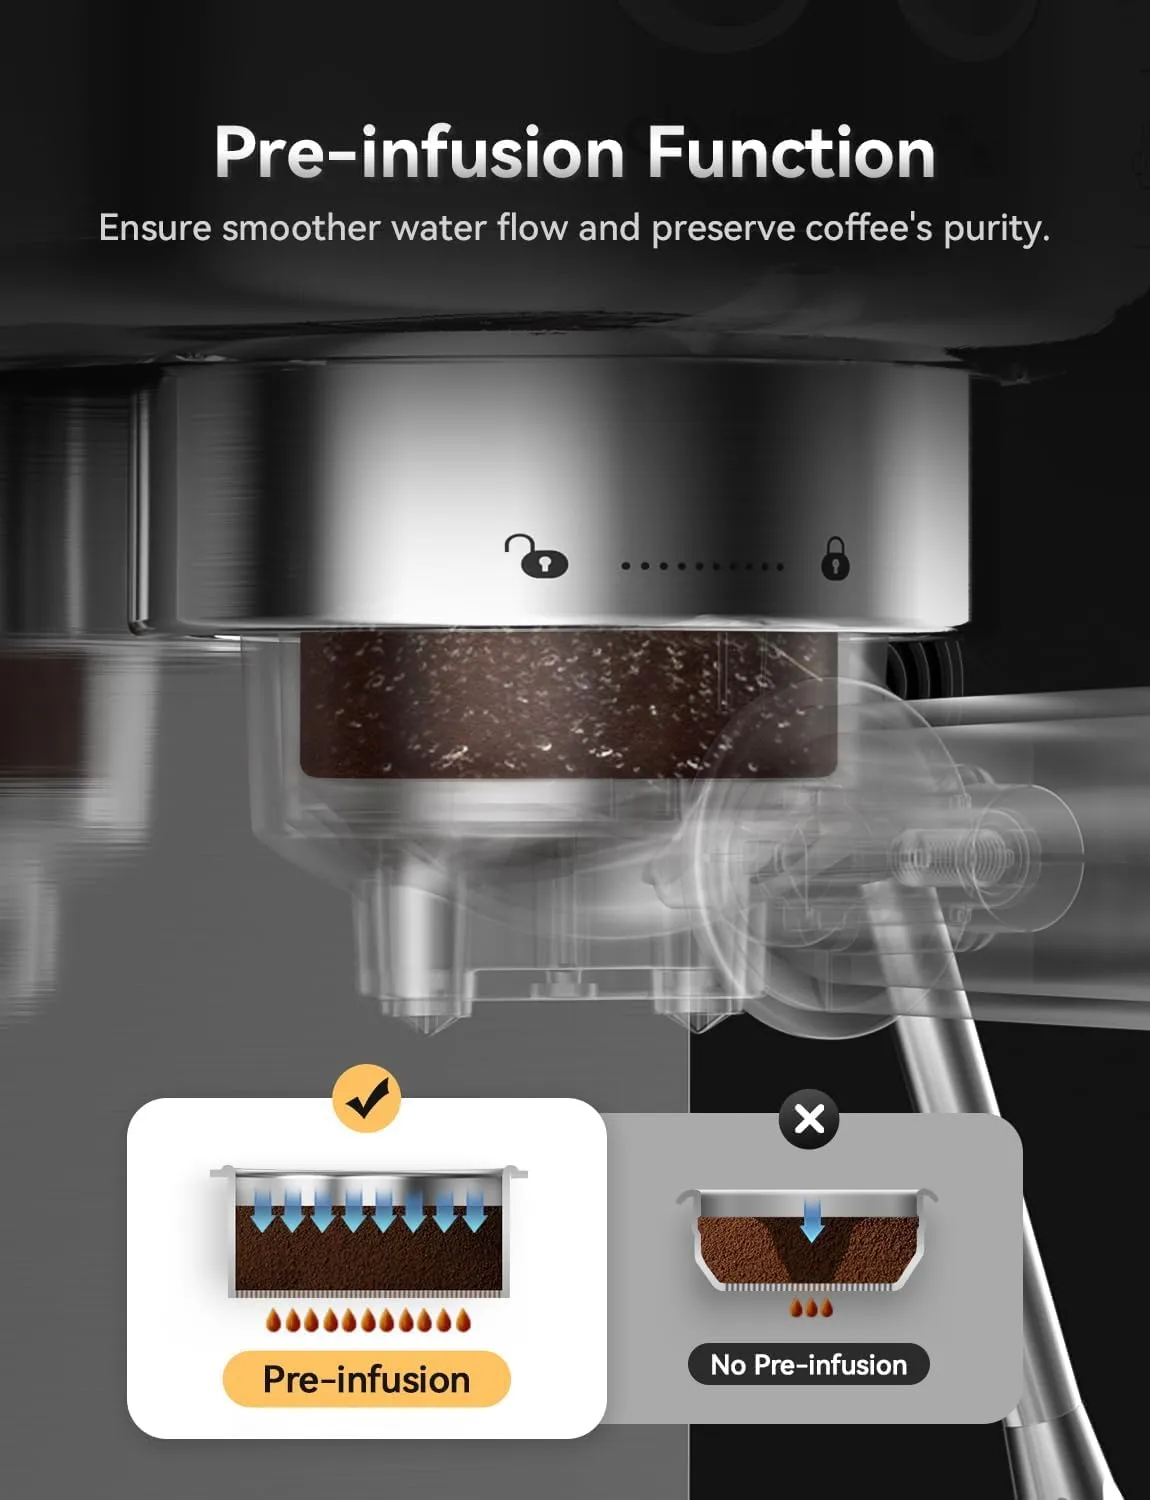 Pre-infusion Function
Ensure smoother water flow and preserve coffee's purity.
Pre-infusion
No Pre-infusion